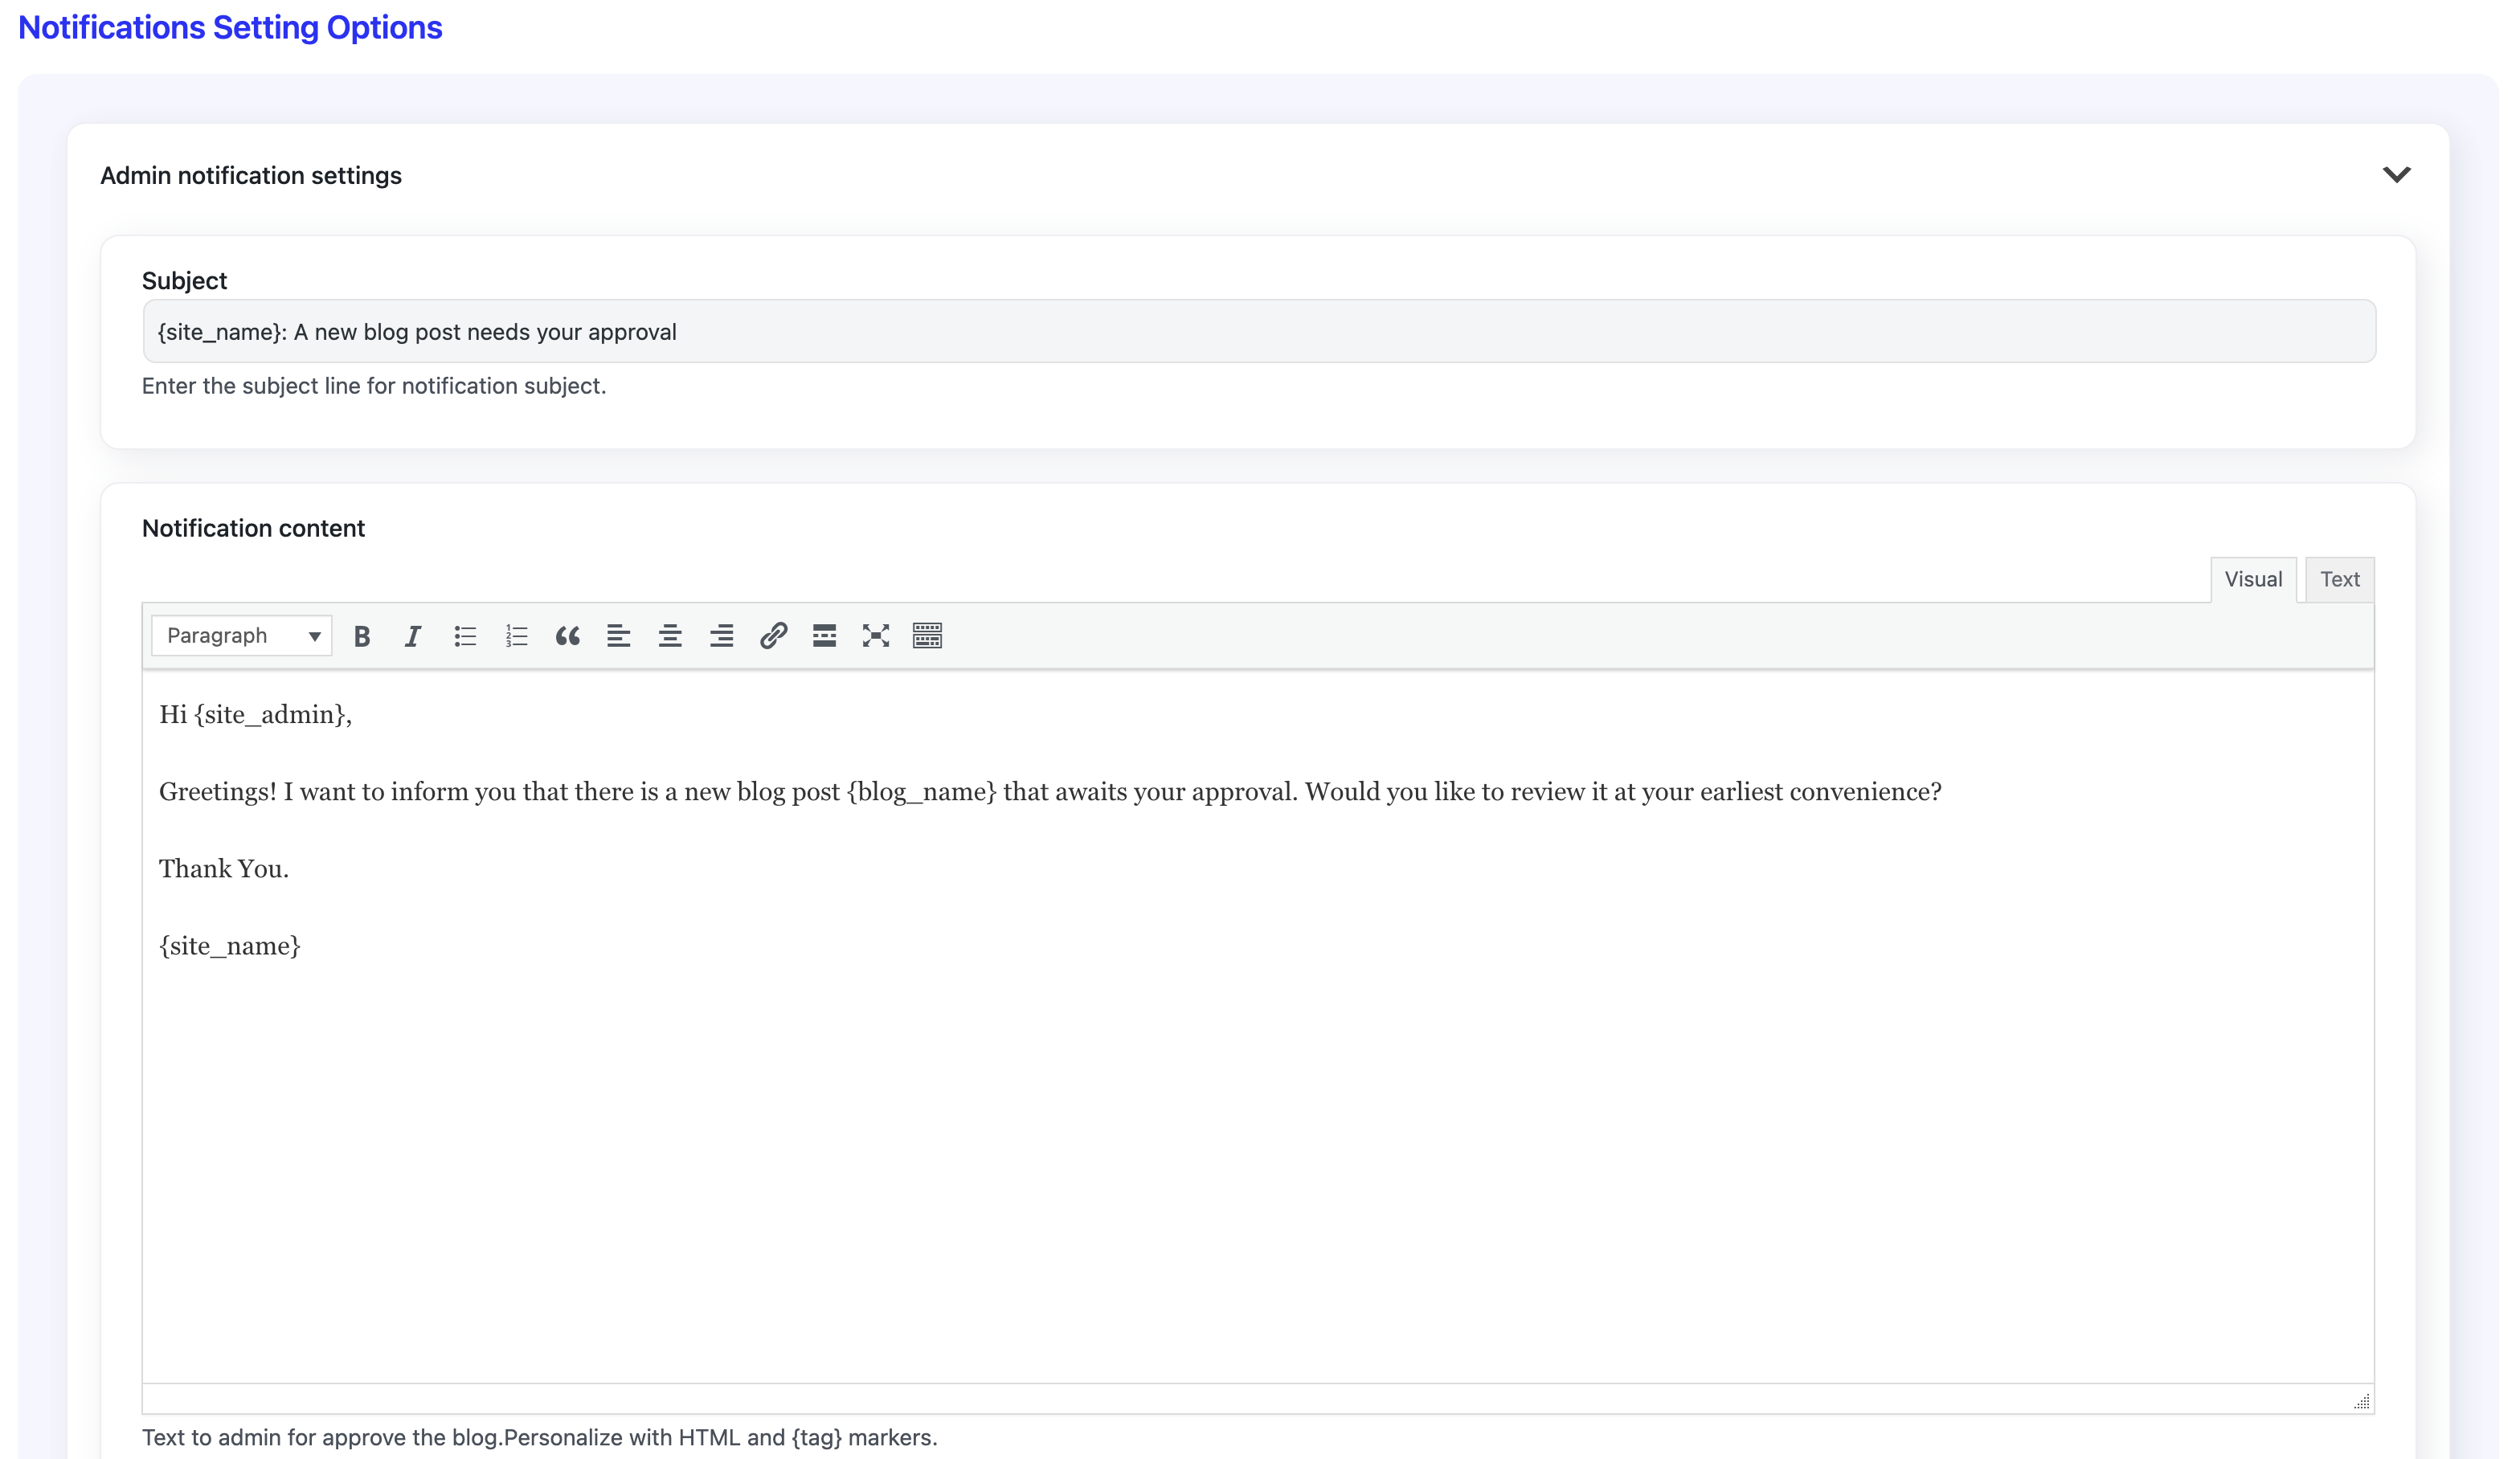 Notifications Setting Options
Admin notification settings
Subject
{site_name}: A new blog post needs your approval
Enter the subject line for notification subject.
Notification content
Visual Text
Paragraph
Hi {site_admin},
Greetings! I want to inform you that there is a new blog post {blog_name} that awaits your approval. Would you like to review it at your earliest convenience?
Thank You.
{site_name}
Text to admin for approve the blog.Personalize with HTML and {tag} markers.